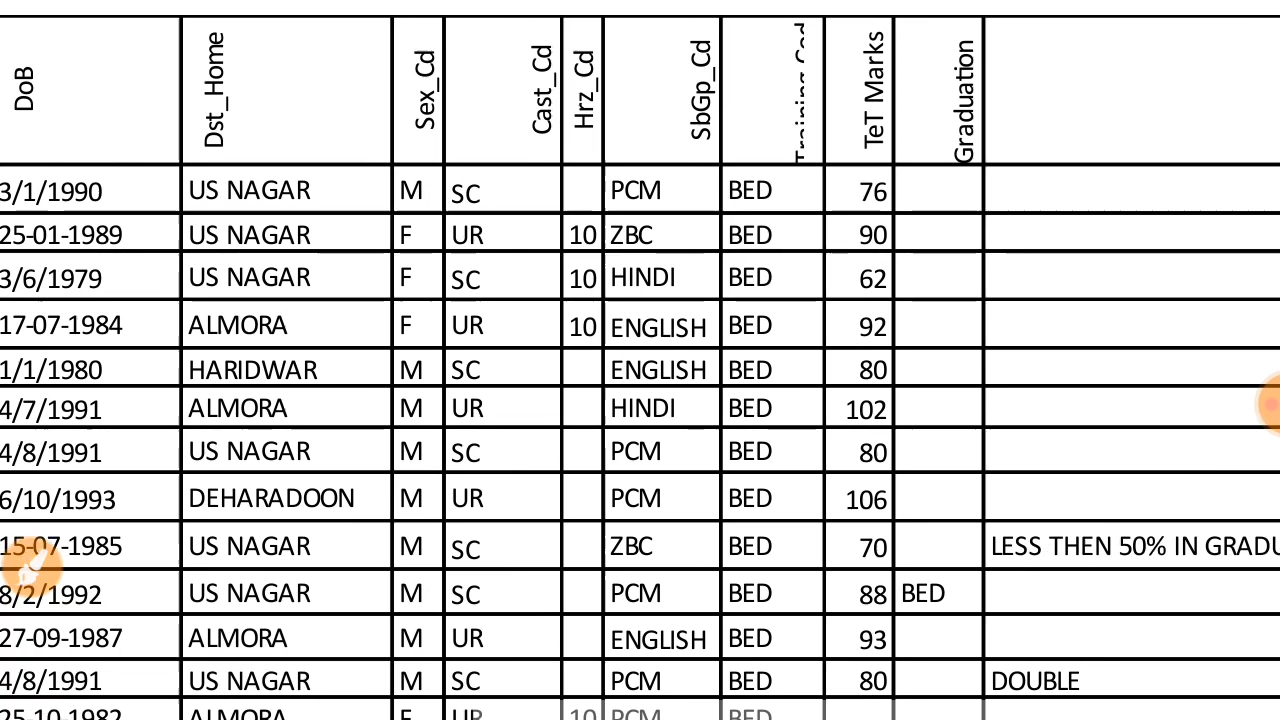 DoB Dst_Home Sex_Cd Cast_Cd Hrz_Cd SbGp_Cd TeT Marks Graduation
3/1/1990 US NAGAR M SC PCM BED 76
25-01-1989 US NAGAR F UR 10 ZBC BED 90
3/6/1979 US NAGAR F SC 10 HINDI BED 62
17-07-1984 ALMORA F UR 10 ENGLISH BED 92
1/1/1980 HARIDWAR M SC ENGLISH BED 80
4/7/1991 ALMORA M UR HINDI BED 102
4/8/1991 US NAGAR M SC PCM BED 80
6/10/1993 DEHARADOON M UR PCM BED 106
15-07-1985 US NAGAR M SC ZBC BED 70 LESS THEN 50% IN GRADU
8/2/1992 US NAGAR M SC PCM BED 88 BED
27-09-1987 ALMORA M UR ENGLISH BED 93
4/8/1991 US NAGAR M SC PCM BED 80 DOUBLE
25-10-1982 ALMORA F UR 10 PCM BED